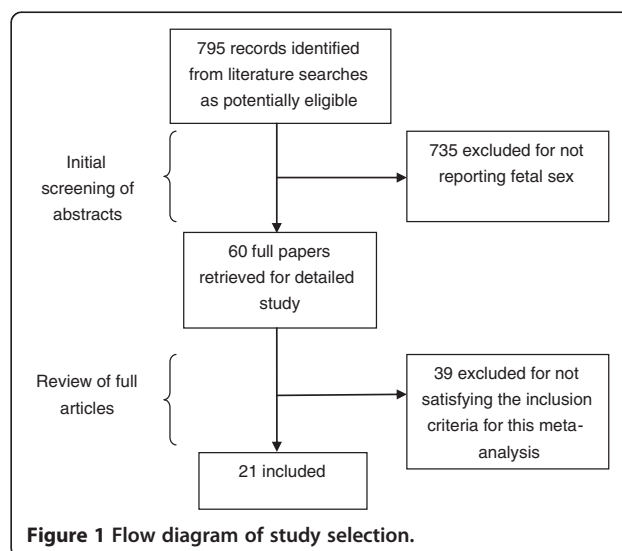 795 records identified
from literature searches
as potentially eligible
Initial
screening of
abstracts
735 excluded for not
reporting fetal sex
60 full papers
retrieved for detailed
study
Review of full
articles
39 excluded for not
satisfying the inclusion
criteria for this meta-
analysis
21 included
Figure 1 Flow diagram of study selection.